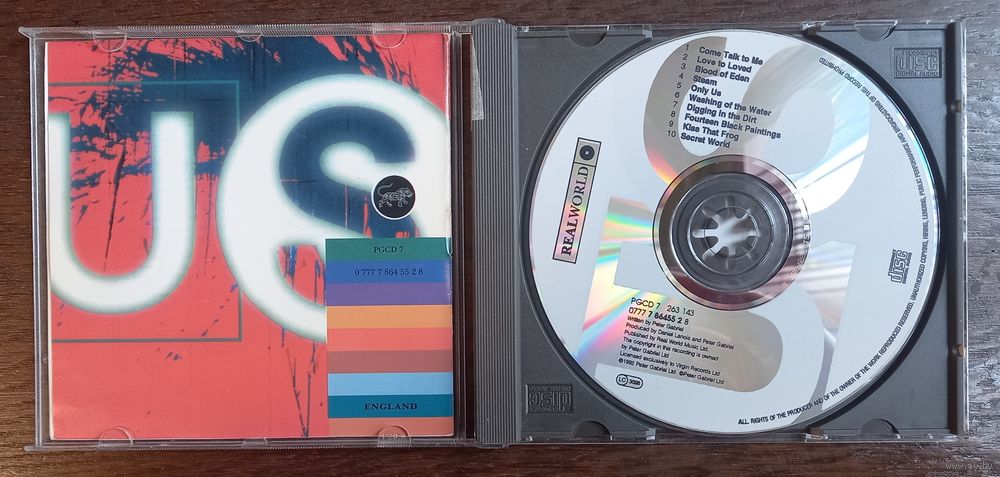 US
PGCD 7
0 777 7 864 55 2 8
ENGLAND
COMPACT
disc
DIGITAL AUDIO
1 Come Talk to Me
2 Love to Be Loved
3 Blood of Eden
4 Steam
5 Only Us
6 Washing of the Water
7 Digging in the Dirt
8 Fourteen Black Paintings
9 Kiss That Frog
10 Secret World
REALWORLD
PGCD 7 263 143
0777 7 86455 2 8
Written by Peter Gabriel
Produced by Daniel Lanois and Peter Gabriel
Published by Real World Music Ltd
The copyright in this recording is owned
by Peter Gabriel Ltd
Licensed exclusively to Virgin Records Ltd
℗1992 Peter Gabriel Ltd ©Peter Gabriel Ltd
LC 3098
disc
ALL RIGHTS OF THE PRODUCER AND OF THE OWNER OF THE WORK REPRODUCED RESERVED. UNAUTHORIZED COPYING, HIRING, LENDING, PUBLIC PERFORMANCE AND BROADCASTING OF THIS RECORD PROHIBITED
COMPACT
disc
DIGITAL AUDIO